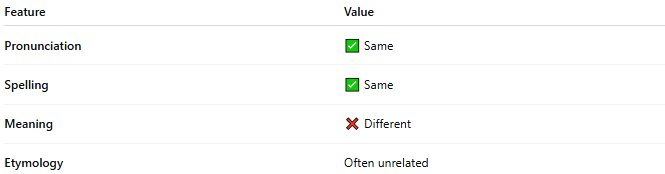 Feature Value
Pronunciation ✅ Same
Spelling ✅ Same
Meaning ❌ Different
Etymology Often unrelated